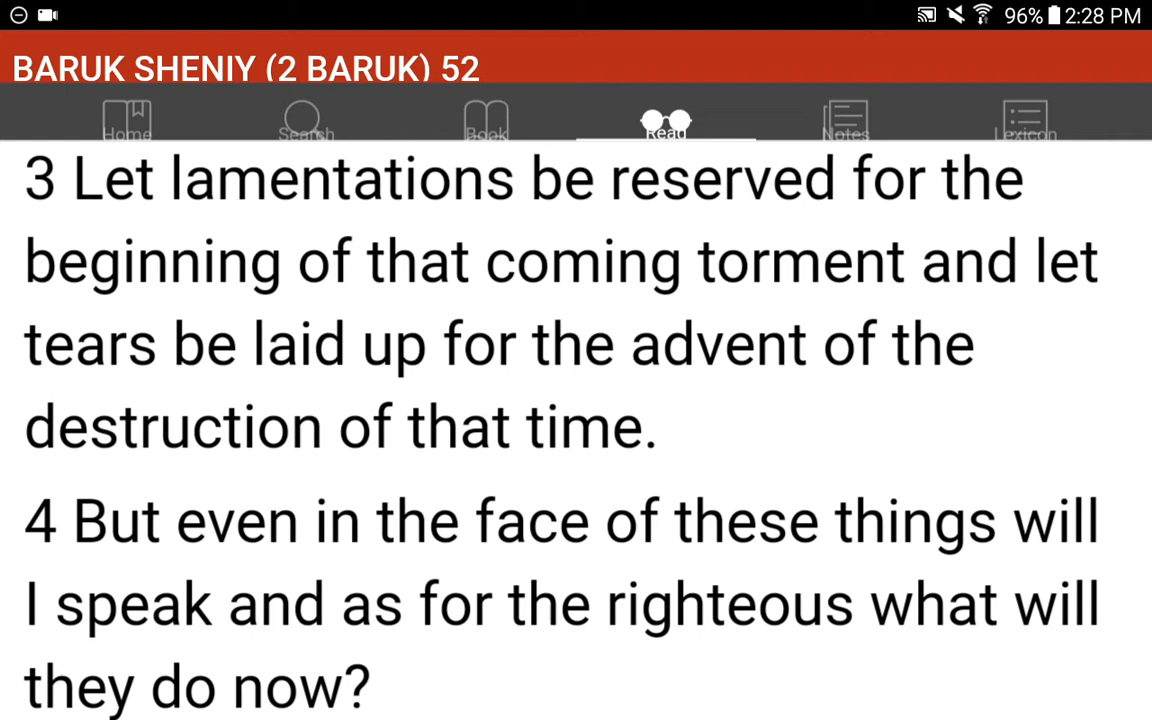 96% 2:28 PM
BARUK SHENIY (2 BARUK) 52
Home Search Book Read Notes Lexicon
3 Let lamentations be reserved for the
beginning of that coming torment and let
tears be laid up for the advent of the
destruction of that time.
4 But even in the face of these things will
I speak and as for the righteous what will
they do now?